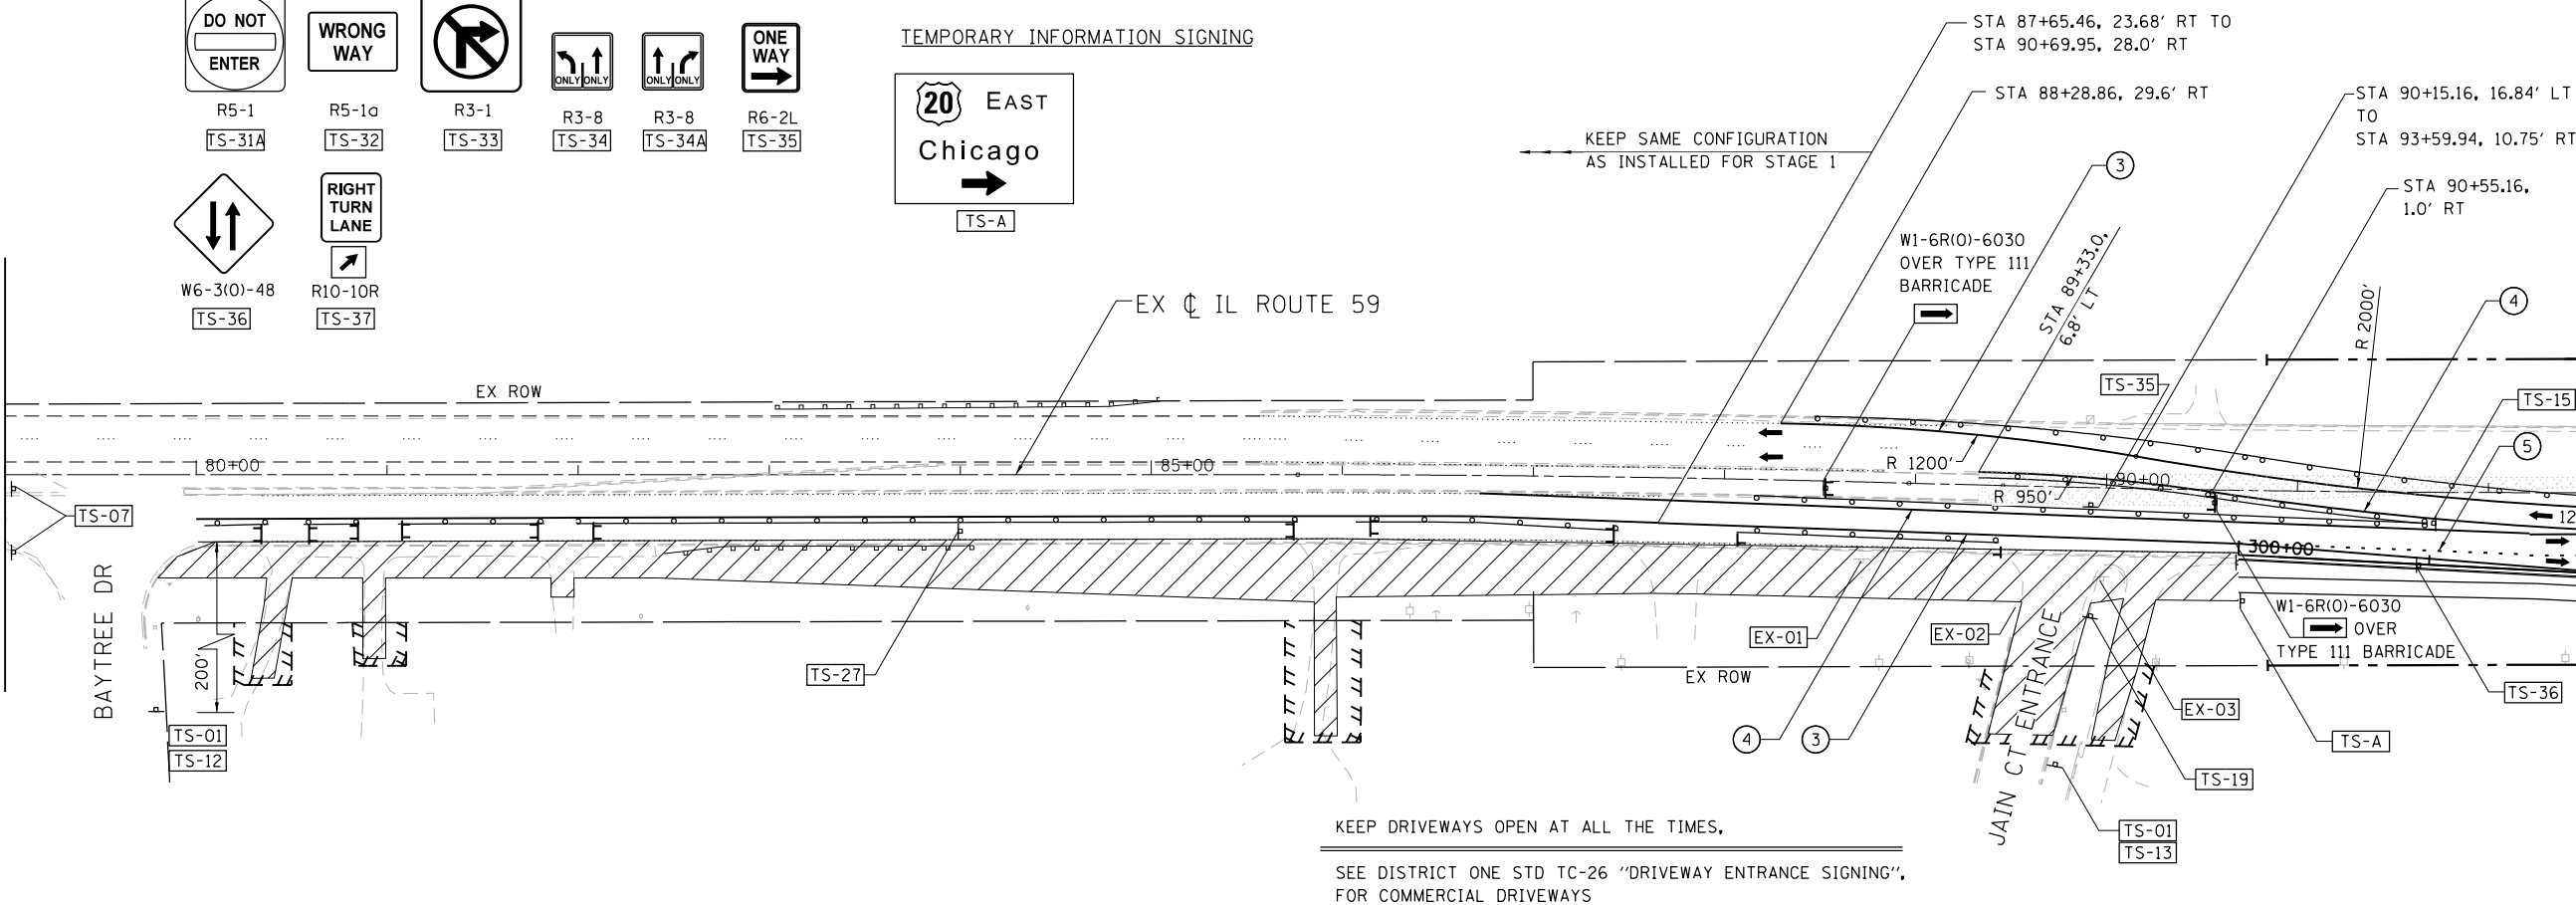 DO NOT
ENTER
R5-1
TS-31A
WRONG
WAY
R5-1a
TS-32
R3-1
TS-33
ONLY ONLY
R3-8
TS-34
ONLY ONLY
R3-8
TS-34A
ONE
WAY
R6-2L
TS-35
W6-3(O)-48
TS-36
RIGHT
TURN
LANE
R10-10R
TS-37
TEMPORARY INFORMATION SIGNING
20 EAST
Chicago
TS-A
STA 87+65.46, 23.68' RT TO
STA 90+69.95, 28.0' RT
STA 88+28.86, 29.6' RT
KEEP SAME CONFIGURATION
AS INSTALLED FOR STAGE 1
STA 90+15.16, 16.84' LT
TO
STA 93+59.94, 10.75' RT
STA 90+55.16,
1.0' RT
3
W1-6R(O)-6030
OVER TYPE 111
BARRICADE
STA 89+33.0,
6.8' LT
R 2000'
4
EX ℄ IL ROUTE 59
EX ROW
TS-35
TS-15
5
80+00
85+00
R 1200'
R 950'
90+00
TS-07
12
300+00
BAYTREE DR
200'
TS-01
TS-12
TS-27
EX-01
EX-02
EX ROW
W1-6R(O)-6030
OVER
TYPE 111 BARRICADE
TS-36
EX-03
TS-A
4
3
JAIN CT ENTRANCE
TS-19
TS-01
TS-13
KEEP DRIVEWAYS OPEN AT ALL THE TIMES,
SEE DISTRICT ONE STD TC-26 "DRIVEWAY ENTRANCE SIGNING",
FOR COMMERCIAL DRIVEWAYS